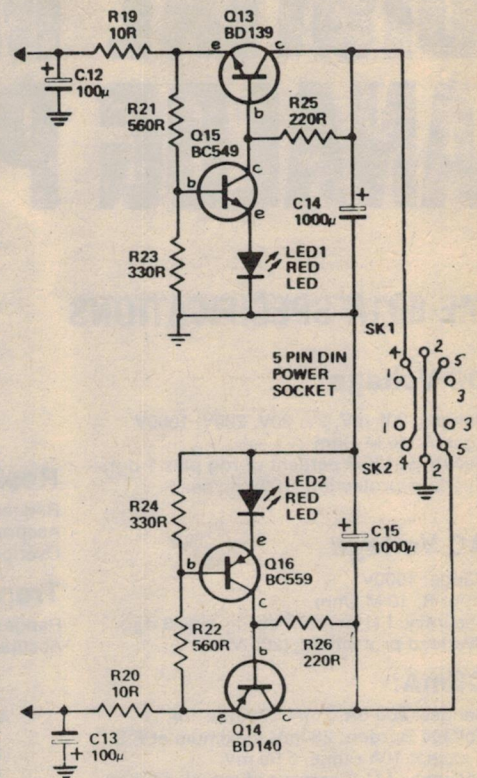 R19
10R
Q13
BD139
e
c
b
+
C.12
100µ
R21
560R
R25
220R
Q15
BC549
c
b
e
C14
1000µ
+
R23
330R
LED1
RED
LED
SK1
5 PIN DIN
POWER
SOCKET
4
2
5
1
3
1
3
4
5
2
SK2
R24
330R
LED2
RED
LED
e
b
Q16
BC559
c
+
C15
1000µ
R22
560R
R26
220R
b
R20
10R
e
c
Q14
BD140
C13
100µ
+